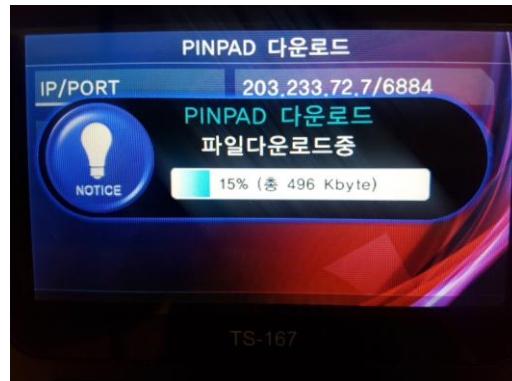 PINPAD 다운로드
IP/PORT 203.233.72.7/6884
PINPAD 다운로드
파일다운로드중
NOTICE
15% (총 496 Kbyte)
TS-167